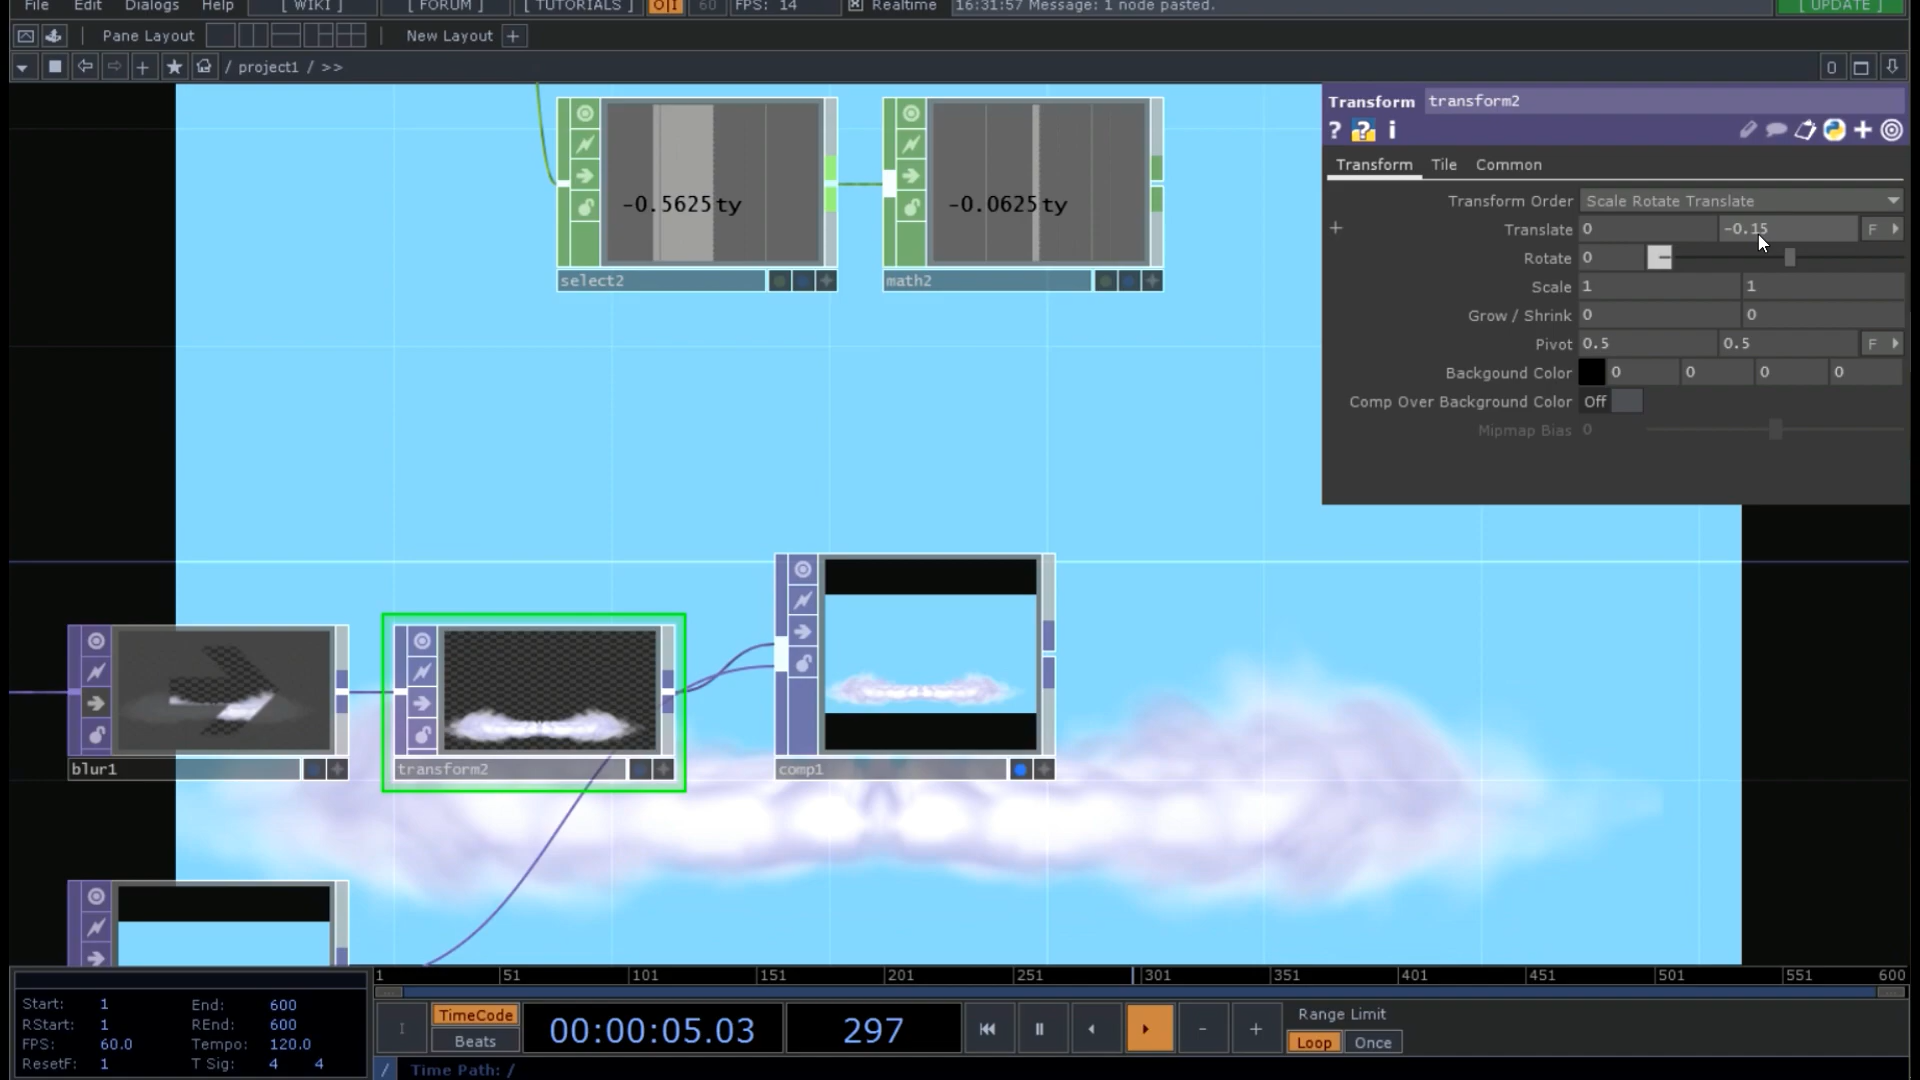 File Edit Dialogs Help [ WIKI ] [ FORUM ] [ TUTORIALS ] O|I 60 FPS: 14 Realtime 16:31:57 Message: 1 node pasted. [ UPDATE ]
Pane Layout New Layout +
/ project1 / >> 0
Transform transform2
? ? i
Transform Tile Common
Transform Order Scale Rotate Translate
Translate 0 -0.15 F
Rotate 0
Scale 1 1
Grow / Shrink 0 0
Pivot 0.5 0.5 F
Backgound Color 0 0 0 0
Comp Over Background Color Off
Mipmap Bias 0
-0.5625 ty
select2
-0.0625 ty
math2
blur1
transform2
comp1
1 51 101 151 201 251 301 351 401 451 501 551 600
Start: 1 End: 600
RStart: 1 REnd: 600
FPS: 60.0 Tempo: 120.0
ResetF: 1 T Sig: 4 4
TimeCode
Beats
00:00:05.03
297
- +
Range Limit
Loop Once
/ Time Path: /